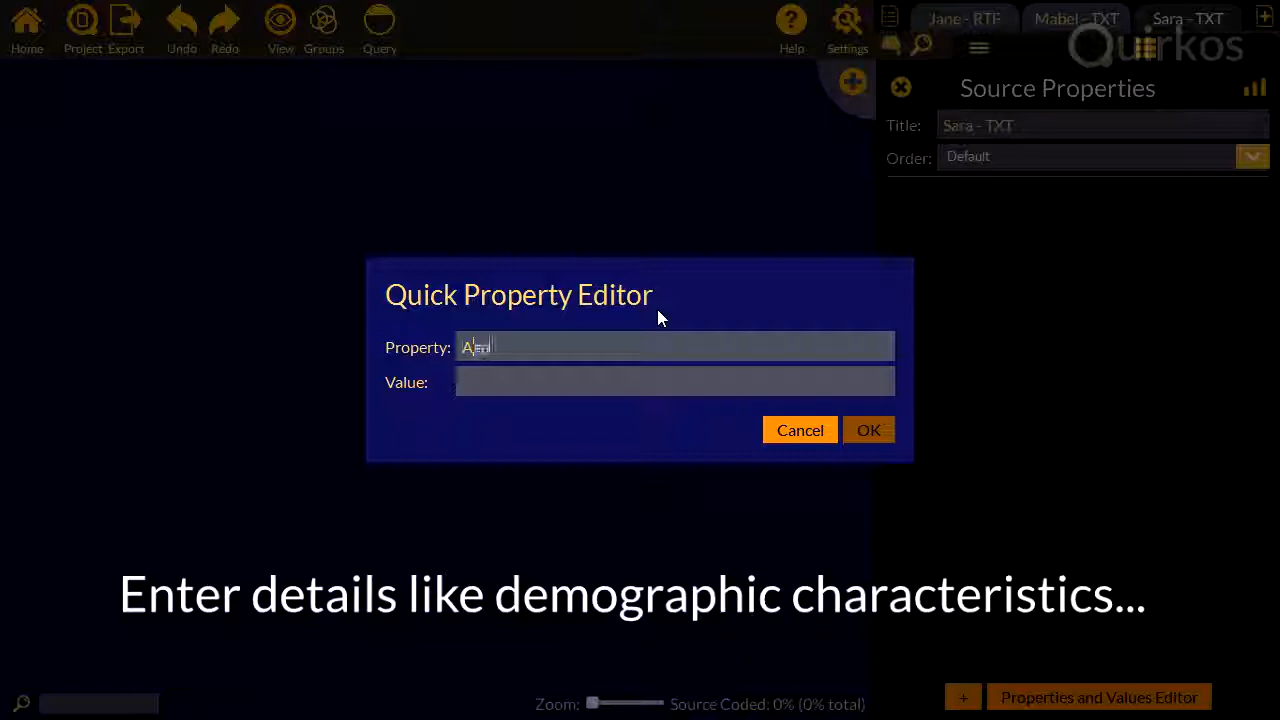 Home
Project
Export
Undo
Redo
View
Groups
Query
Help
Settings
Jane - RTF
Mabel - TXT
Sara - TXT
Quirkos
Source Properties
Title:
Sara - TXT
Order:
Default
Quick Property Editor
Property:
Value:
Cancel
OK
Enter details like demographic characteristics...
Zoom:
Source Coded: 0% (0% total)
+
Properties and Values Editor